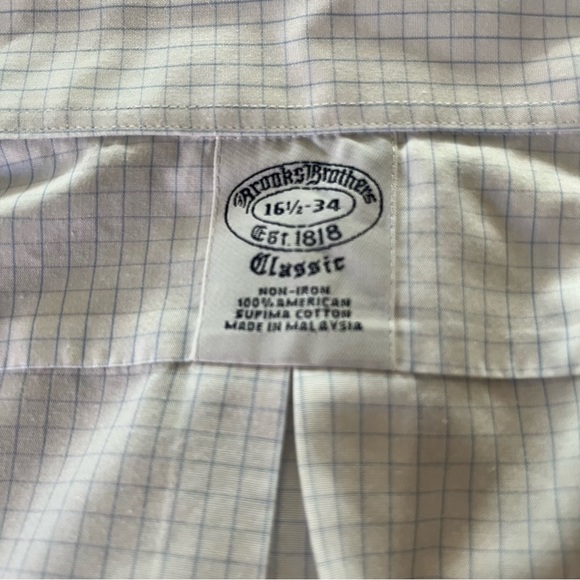 Brooks Brothers
16½-34
Est. 1818
Classic
NON-IRON
100% AMERICAN
SUPIMA COTTON
MADE IN MALAYSIA